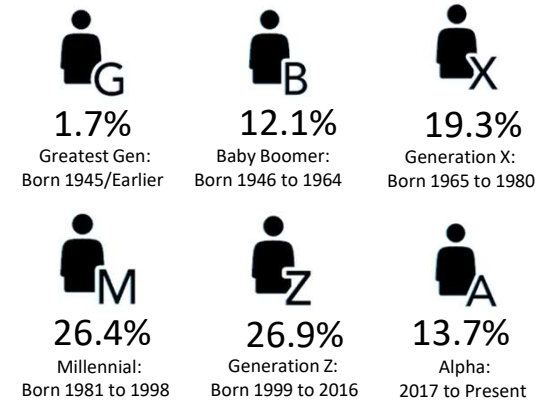 G B X
1.7% 12.1% 19.3%
Greatest Gen: Baby Boomer: Generation X:
Born 1945/Earlier Born 1946 to 1964 Born 1965 to 1980
M Z A
26.4% 26.9% 13.7%
Millennial: Generation Z: Alpha:
Born 1981 to 1998 Born 1999 to 2016 2017 to Present